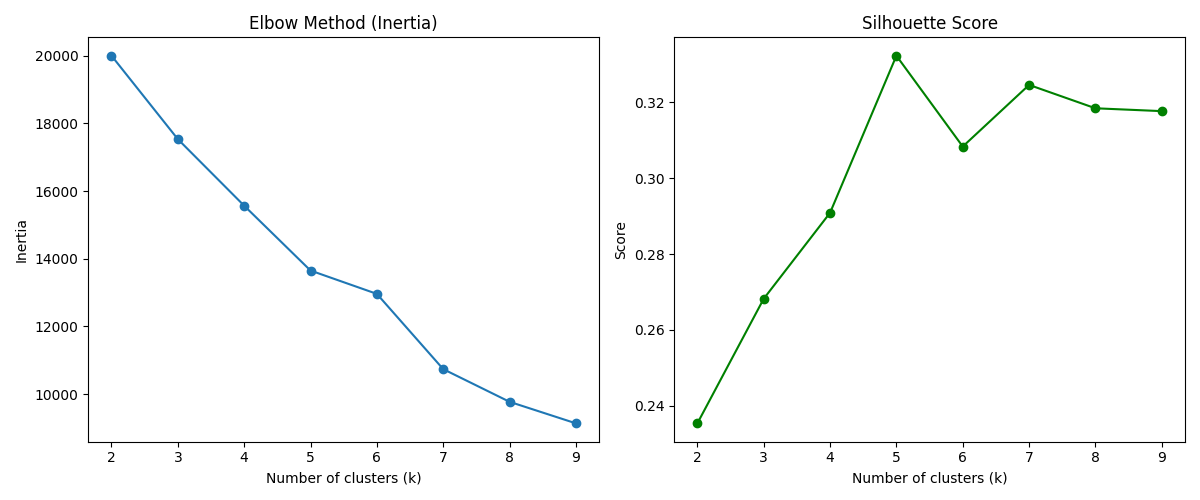 Elbow Method (Inertia)
20000
18000
16000
14000
12000
10000
Inertia
2 3 4 5 6 7 8 9
Number of clusters (k)
Silhouette Score
0.32
0.30
0.28
0.26
0.24
Score
2 3 4 5 6 7 8 9
Number of clusters (k)